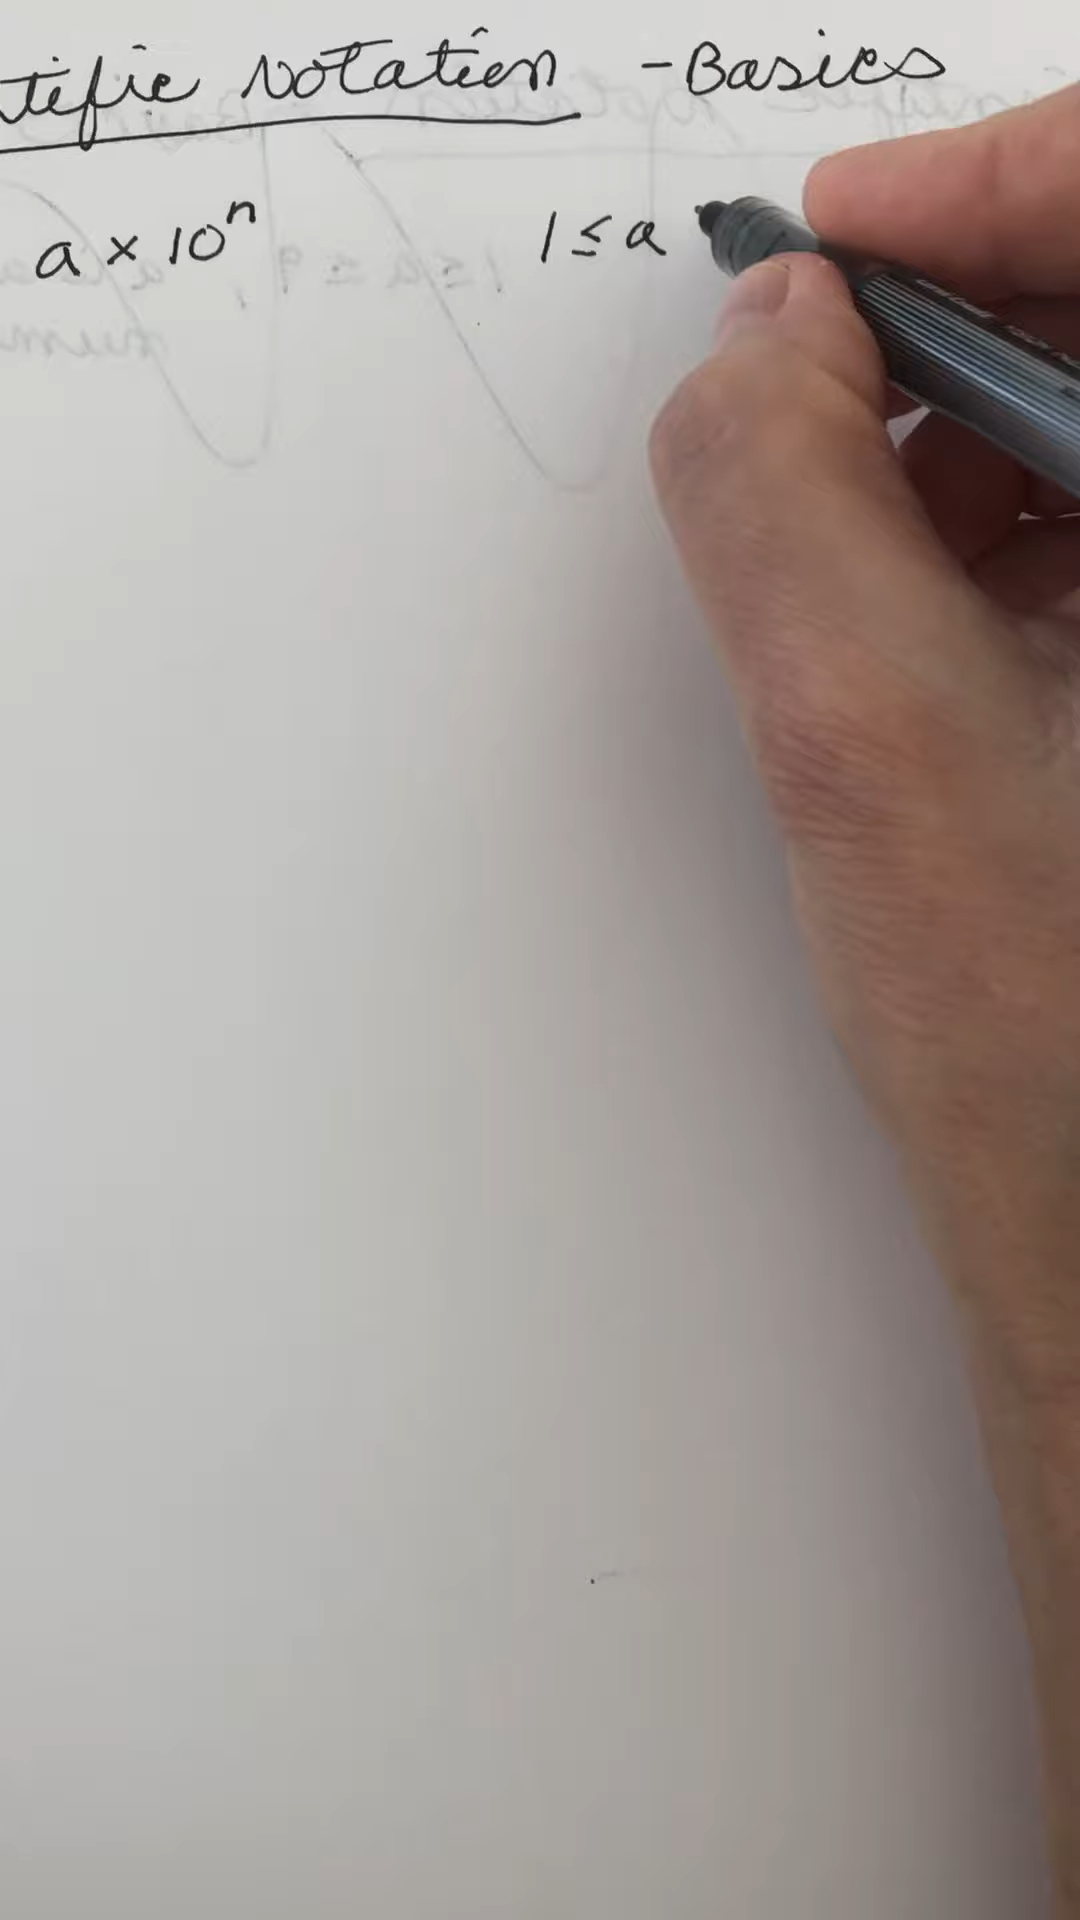 tific Notation - Basics
a × 10ⁿ 1 ≤ a